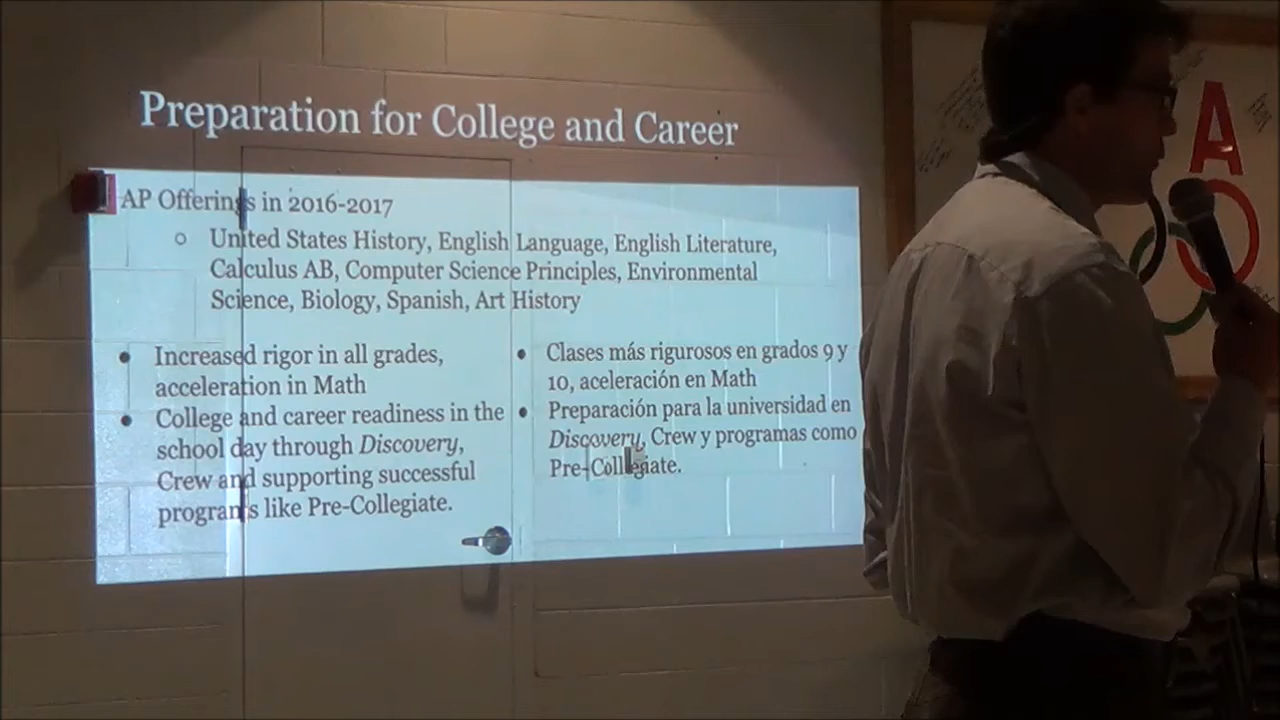 Preparation for College and Career
AP Offerings in 2016-2017
○ United States History, English Language, English Literature,
Calculus AB, Computer Science Principles, Environmental
Science, Biology, Spanish, Art History
● Increased rigor in all grades,
acceleration in Math
● College and career readiness in the
school day through Discovery,
Crew and supporting successful
programs like Pre-Collegiate.
● Clases más rigurosos en grados 9 y
10, aceleración en Math
● Preparación para la universidad en
Discovery, Crew y programas como
Pre-Collegiate.
A